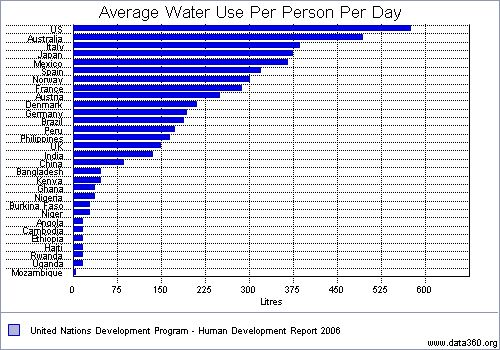 Average Water Use Per Person Per Day
US
Australia
Italy
Japan
Mexico
Spain
Norway
France
Austria
Denmark
Germany
Brazil
Peru
Philippines
UK
India
China
Bangladesh
Kenya
Ghana
Nigeria
Burkina Faso
Niger
Angola
Cambodia
Ethiopia
Haiti
Rwanda
Uganda
Mozambique
0 75 150 225 300 375 450 525 600
Litres
United Nations Development Program - Human Development Report 2006
www.data360.org